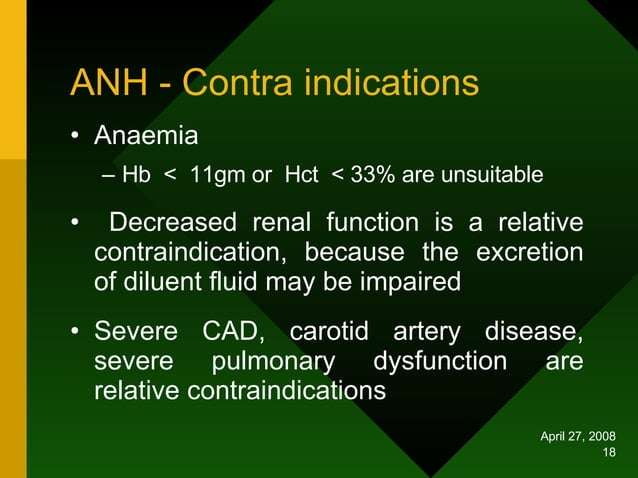 ANH - Contra indications
• Anaemia
– Hb < 11gm or Hct < 33% are unsuitable
• Decreased renal function is a relative
contraindication, because the excretion
of diluent fluid may be impaired
• Severe CAD, carotid artery disease,
severe pulmonary dysfunction are
relative contraindications
April 27, 2008
18